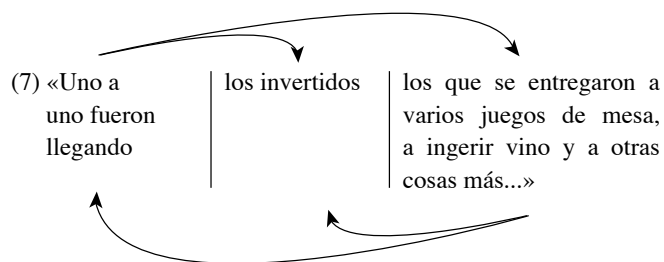 (7) «Uno a
uno fueron
llegando
los invertidos
los que se entregaron a
varios juegos de mesa,
a ingerir vino y a otras
cosas más...»